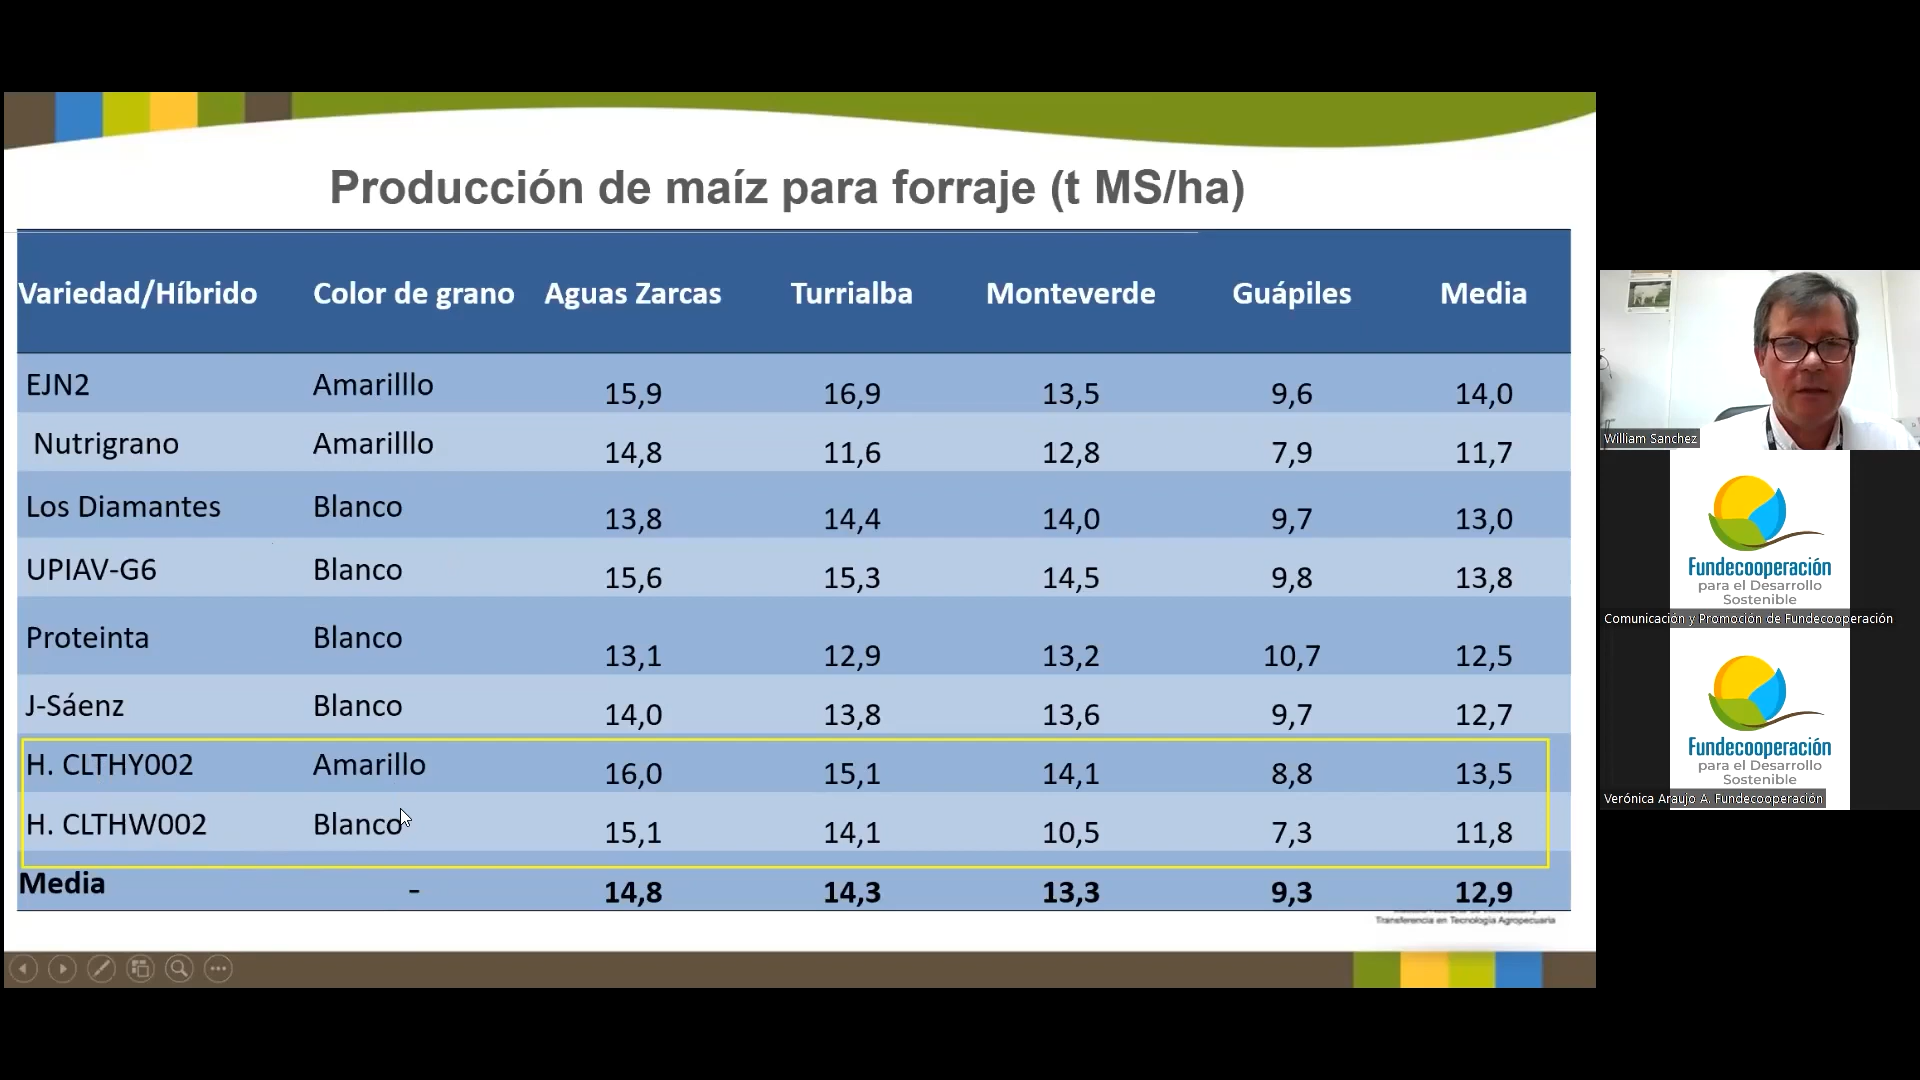 Producción de maíz para forraje (t MS/ha)
Variedad/Híbrido Color de grano Aguas Zarcas Turrialba Monteverde Guápiles Media
EJN2 Amarilllo 15,9 16,9 13,5 9,6 14,0
Nutrigrano Amarilllo 14,8 11,6 12,8 7,9 11,7
Los Diamantes Blanco 13,8 14,4 14,0 9,7 13,0
UPIAV-G6 Blanco 15,6 15,3 14,5 9,8 13,8
Proteinta Blanco 13,1 12,9 13,2 10,7 12,5
J-Sáenz Blanco 14,0 13,8 13,6 9,7 12,7
H. CLTHY002 Amarillo 16,0 15,1 14,1 8,8 13,5
H. CLTHW002 Blanco 15,1 14,1 10,5 7,3 11,8
Media - 14,8 14,3 13,3 9,3 12,9
Transferencia en Tecnología Agropecuaria
William Sanchez
Fundecooperación
para el Desarrollo
Sostenible
Comunicación y Promoción de Fundecooperación
Fundecooperación
para el Desarrollo
Sostenible
Verónica Araujo A. Fundecooperación